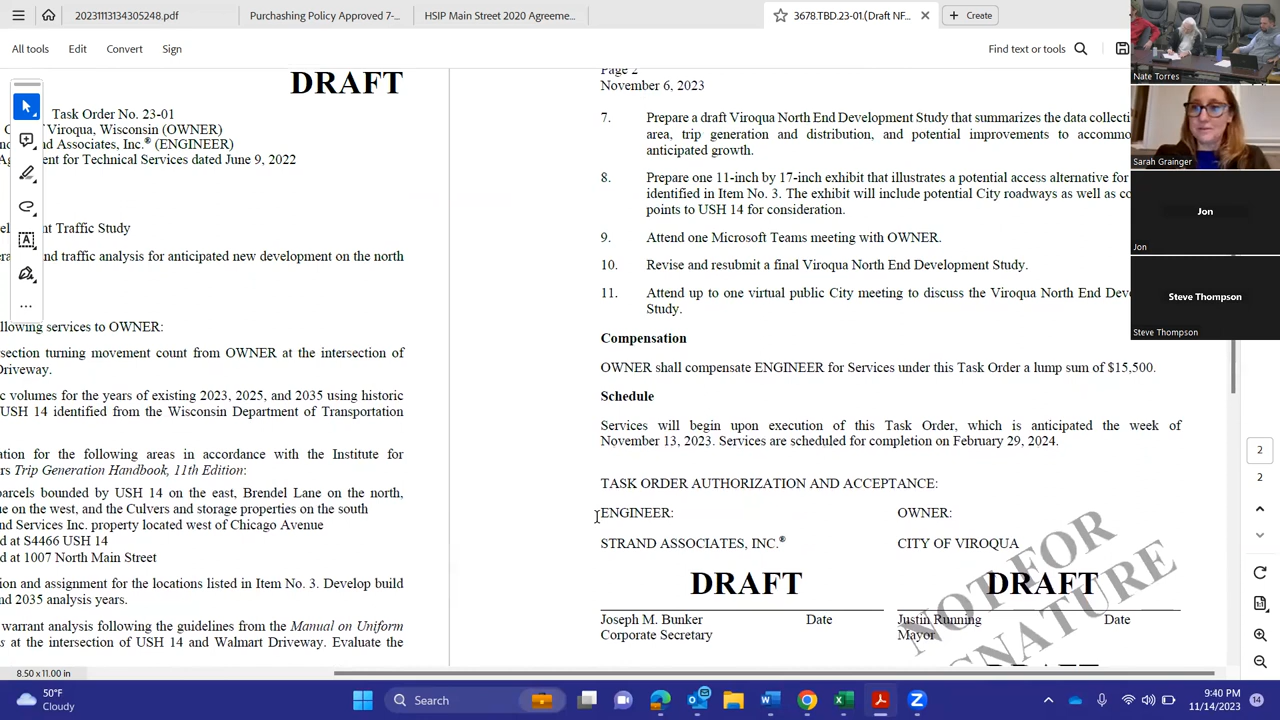 20231113134305248.pdf
Purchashing Policy Approved 7-...
HSIP Main Street 2020 Agreeme...
3678.TBD.23-01.(Draft NF...
Create
All tools
Edit
Convert
Sign
Find text or tools
DRAFT
Task Order No. 23-01
Viroqua, Wisconsin (OWNER)
and Associates, Inc.® (ENGINEER)
Agreement for Technical Services dated June 9, 2022
Traffic Study
and traffic analysis for anticipated new development on the north
llowing services to OWNER:
section turning movement count from OWNER at the intersection of
Driveway.
c volumes for the years of existing 2023, 2025, and 2035 using historic
USH 14 identified from the Wisconsin Department of Transportation
ation for the following areas in accordance with the Institute for
rs Trip Generation Handbook, 11th Edition:
parcels bounded by USH 14 on the east, Brendel Lane on the north,
ue on the west, and the Culvers and storage properties on the south
nd Services Inc. property located west of Chicago Avenue
d at S4466 USH 14
d at 1007 North Main Street
ion and assignment for the locations listed in Item No. 3. Develop build
nd 2035 analysis years.
warrant analysis following the guidelines from the Manual on Uniform
s at the intersection of USH 14 and Walmart Driveway. Evaluate the
8.50 x 11.00 in
Page 2
November 6, 2023
7. Prepare a draft Viroqua North End Development Study that summarizes the data collecti
area, trip generation and distribution, and potential improvements to accommo
anticipated growth.
8. Prepare one 11-inch by 17-inch exhibit that illustrates a potential access alternative for
identified in Item No. 3. The exhibit will include potential City roadways as well as co
points to USH 14 for consideration.
9. Attend one Microsoft Teams meeting with OWNER.
10. Revise and resubmit a final Viroqua North End Development Study.
11. Attend up to one virtual public City meeting to discuss the Viroqua North End Deve
Study.
Compensation
OWNER shall compensate ENGINEER for Services under this Task Order a lump sum of $15,500.
Schedule
Services will begin upon execution of this Task Order, which is anticipated the week of
November 13, 2023. Services are scheduled for completion on February 29, 2024.
TASK ORDER AUTHORIZATION AND ACCEPTANCE:
ENGINEER: OWNER:
STRAND ASSOCIATES, INC.® CITY OF VIROQUA
DRAFT DRAFT
NOT FOR
GNATURE
Joseph M. Bunker Date Justin Running Date
Corporate Secretary Mayor
DRAFT
Nate Torres
Sarah Grainger
Jon
Jon
Steve Thompson
Steve Thompson
2
2
50°F
Cloudy
Search
9:40 PM
11/14/2023
14